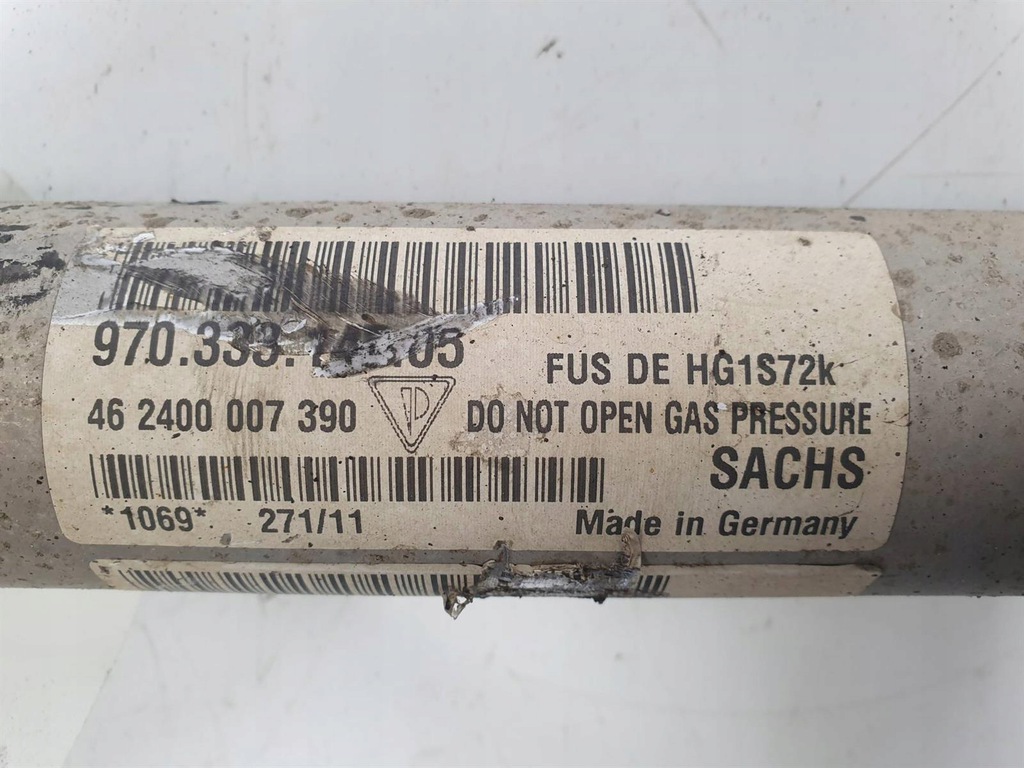 970.333.
FUS DE HG1S72k
46 2400 007 390
DO NOT OPEN GAS PRESSURE
SACHS
*1069* 271/11
Made in Germany